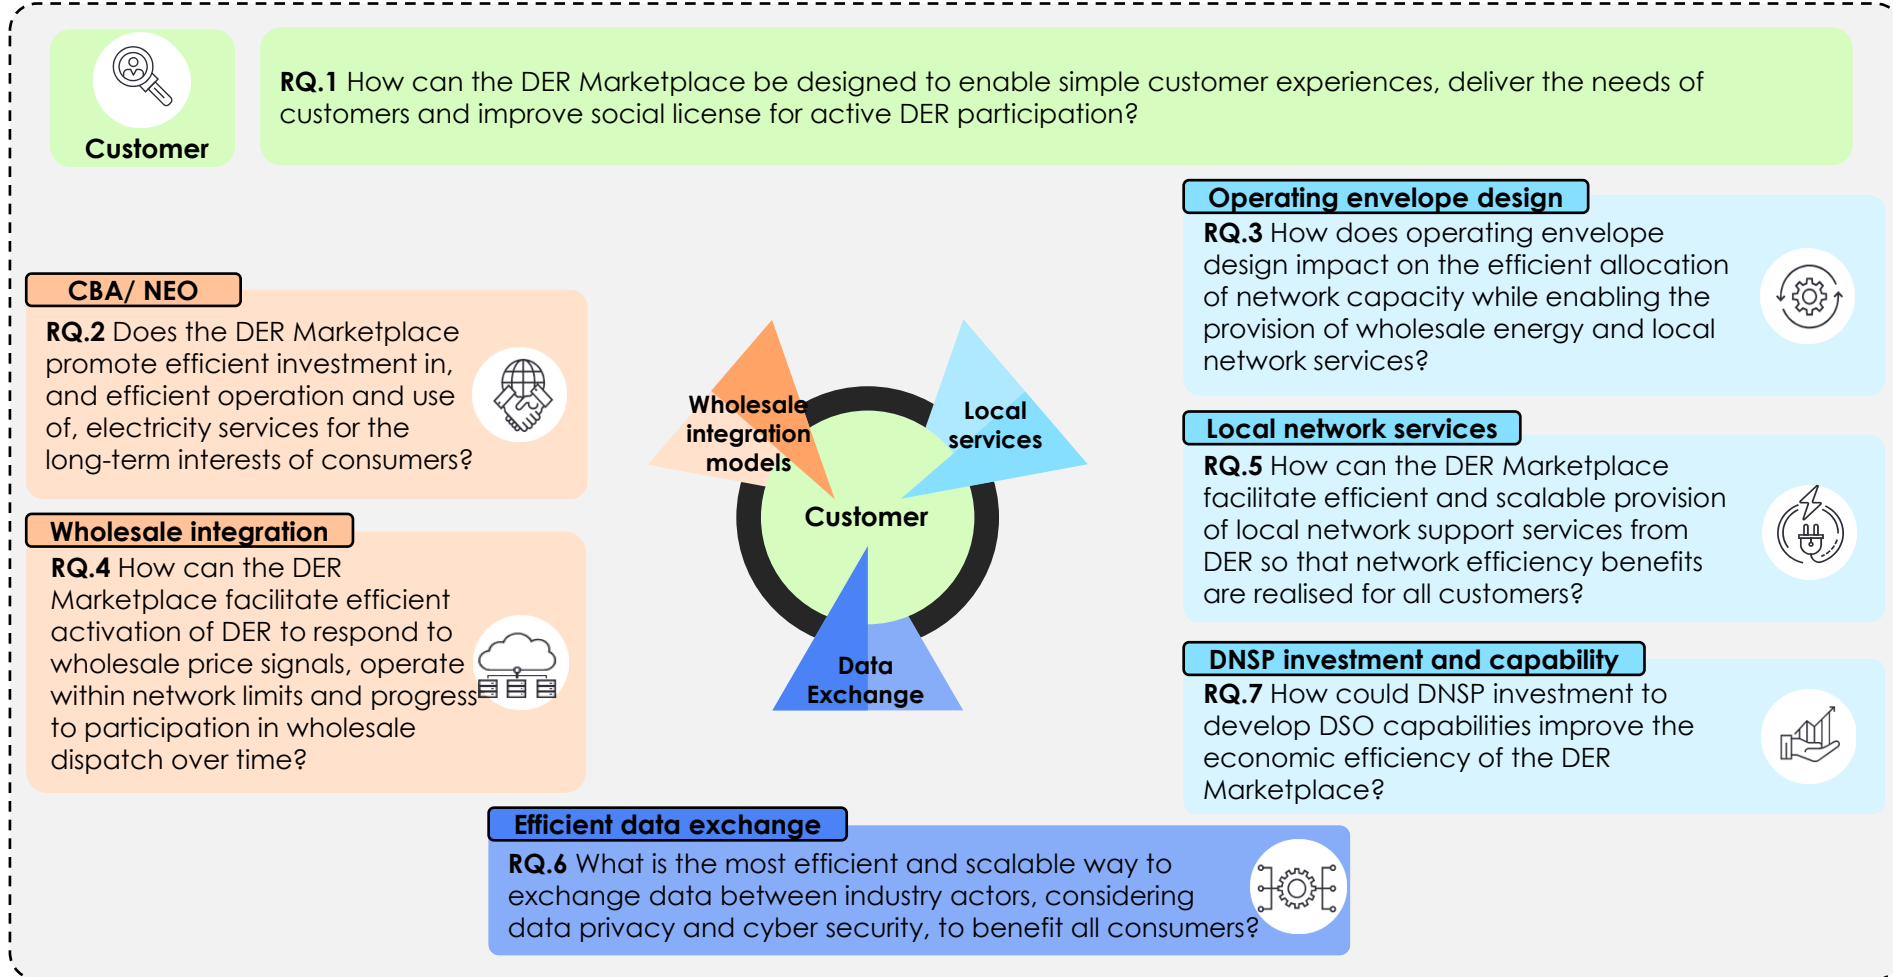 Customer
RQ.1 How can the DER Marketplace be designed to enable simple customer experiences, deliver the needs of
customers and improve social license for active DER participation?
CBA/ NEO
RQ.2 Does the DER Marketplace
promote efficient investment in,
and efficient operation and use
of, electricity services for the
long-term interests of consumers?
Wholesale integration
RQ.4 How can the DER
Marketplace facilitate efficient
activation of DER to respond to
wholesale price signals, operate
within network limits and progress
to participation in wholesale
dispatch over time?
Wholesale
integration
models
Local
services
Customer
Data
Exchange
Operating envelope design
RQ.3 How does operating envelope
design impact on the efficient allocation
of network capacity while enabling the
provision of wholesale energy and local
network services?
Local network services
RQ.5 How can the DER Marketplace
facilitate efficient and scalable provision
of local network support services from
DER so that network efficiency benefits
are realised for all customers?
DNSP investment and capability
RQ.7 How could DNSP investment to
develop DSO capabilities improve the
economic efficiency of the DER
Marketplace?
Efficient data exchange
RQ.6 What is the most efficient and scalable way to
exchange data between industry actors, considering
data privacy and cyber security, to benefit all consumers?